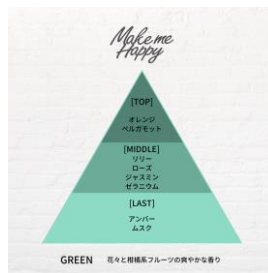 Make me
Happy
[TOP]
オレンジ
ベルガモット
[MIDDLE]
リリー
ローズ
ジャスミン
ゼラニウム
[LAST]
アンバー
ムスク
GREEN 花々と柑橘系フルーツの爽やかな香り